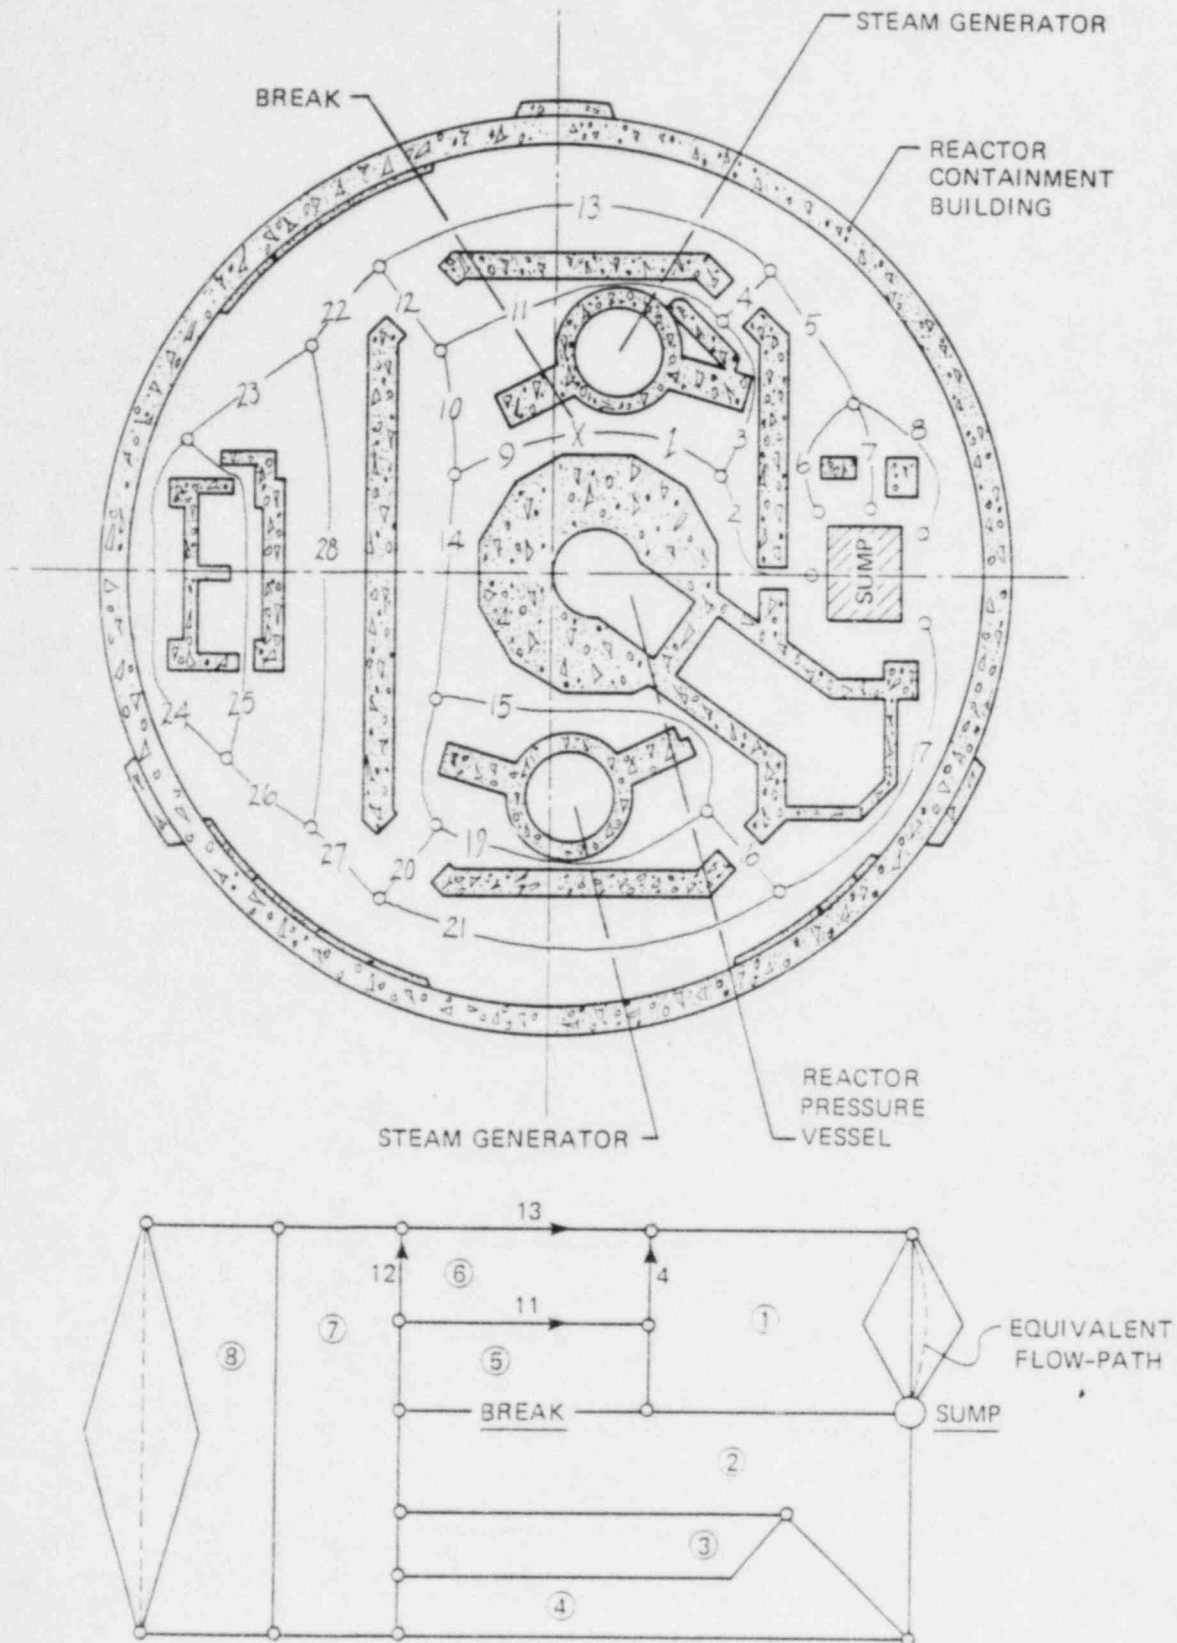 STEAM GENERATOR
BREAK
REACTOR
CONTAINMENT
BUILDING
13
22
12
11
4
5
23
10
3
8
6
7
9
X
1
2
14
28
SUMP
15
24
25
7
26
27
20
19
16
21
REACTOR
PRESSURE
VESSEL
STEAM GENERATOR
13
12
⑥
4
11
①
⑦
⑧
⑤
EQUIVALENT
FLOW-PATH
BREAK
SUMP
②
③
④